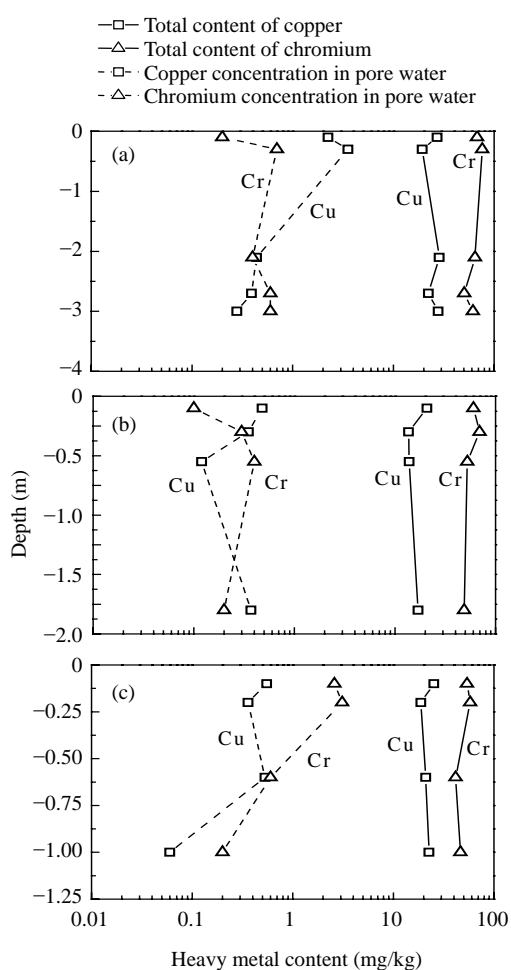 Total content of copper
Total content of chromium
Copper concentration in pore water
Chromium concentration in pore water
0
(a)
Cr
Cr
−1
Cu
Cu
−2
−3
−4
0
(b)
−0.5
Cu
Cr
Cu
Cr
−1.0
−1.5
−2.0
Depth (m)
0
(c)
−0.25
Cu
Cr
Cu
Cr
−0.50
−0.75
−1.00
−1.25
0.01 0.1 1 10 100
Heavy metal content (mg/kg)